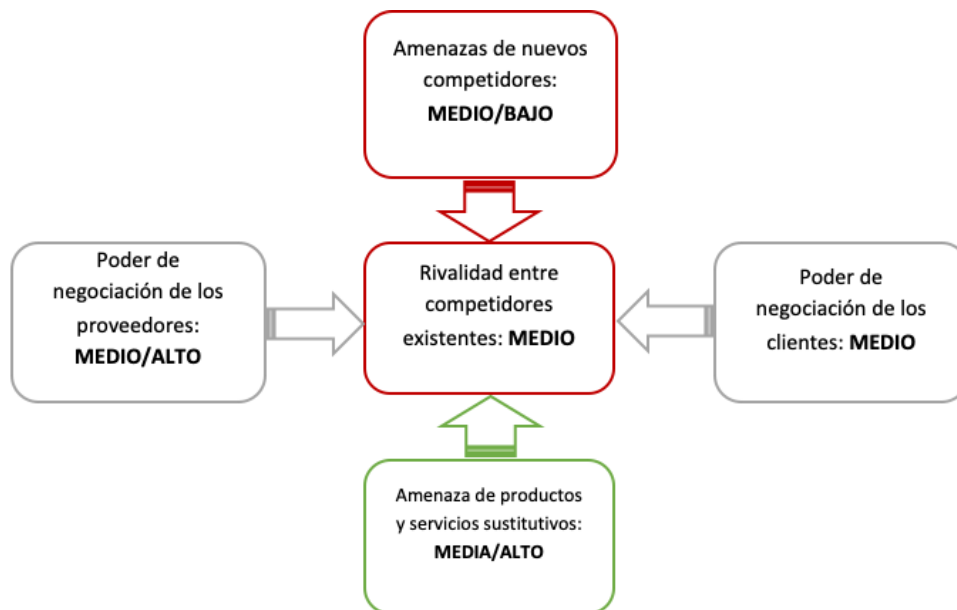 Amenazas de nuevos
competidores:
MEDIO/BAJO
Poder de
negociación de los
proveedores:
MEDIO/ALTO
Rivalidad entre
competidores
existentes: MEDIO
Poder de
negociación de los
clientes: MEDIO
Amenaza de productos
y servicios sustitutivos:
MEDIA/ALTO